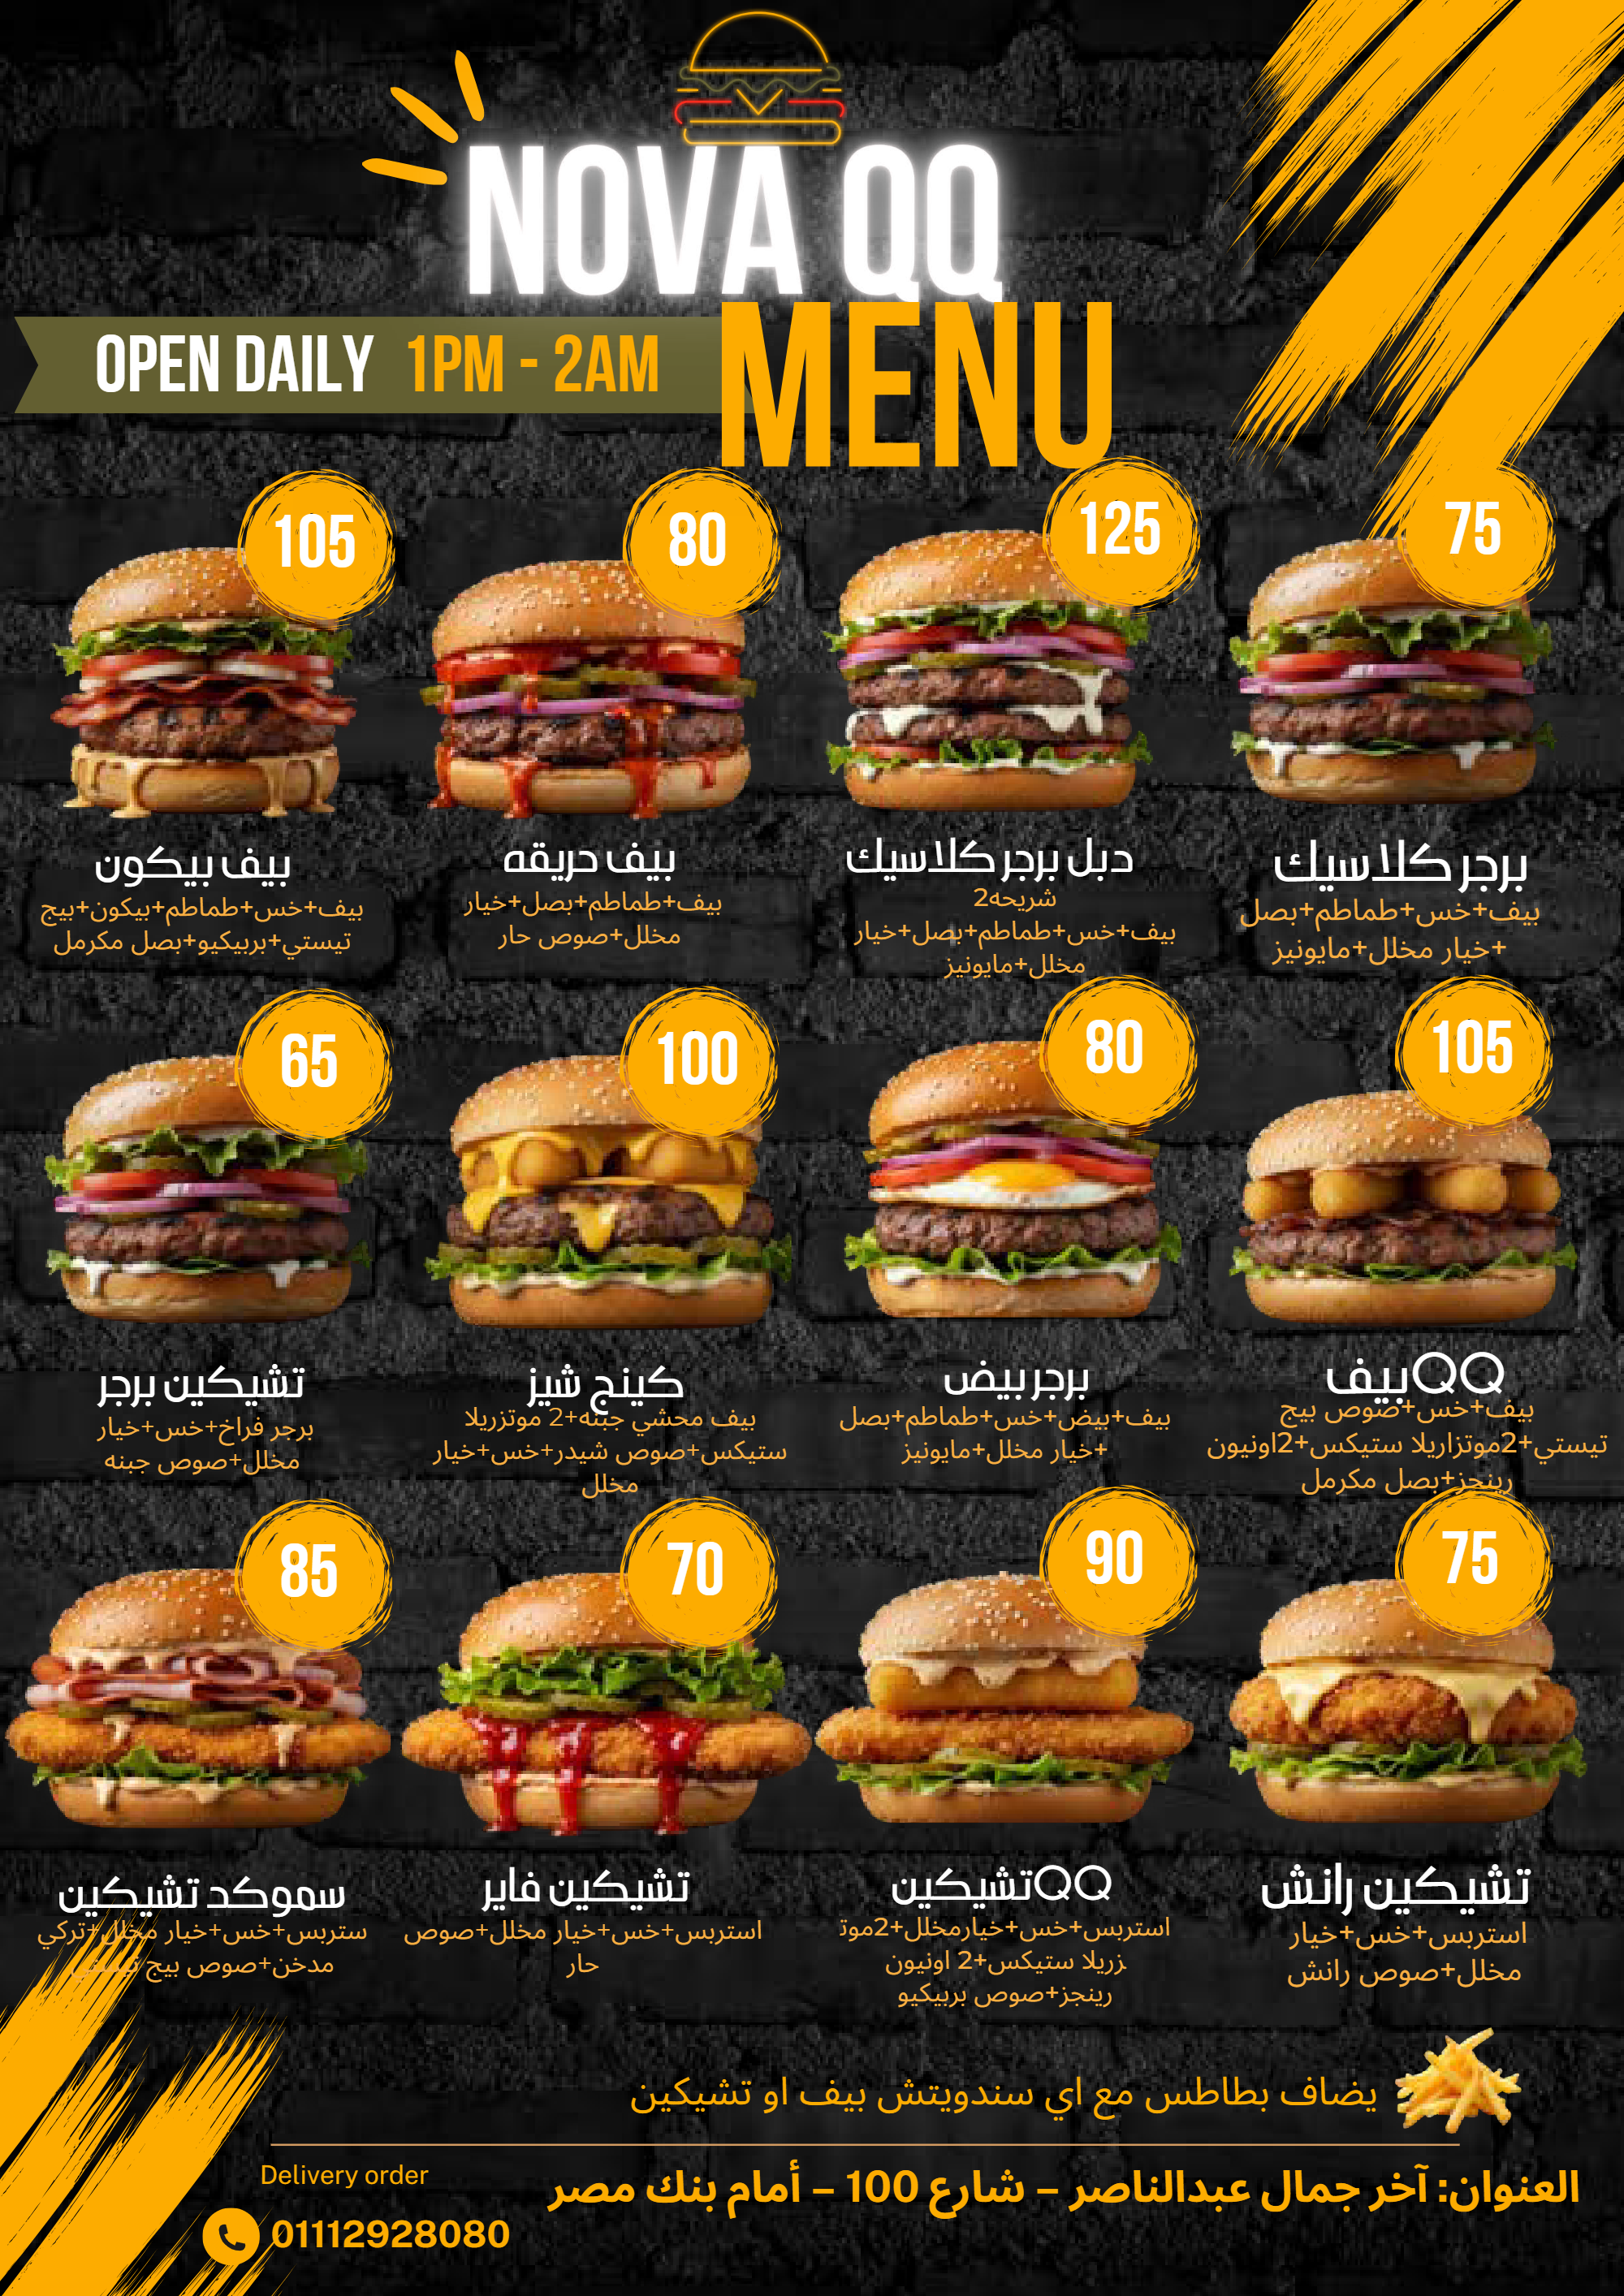 NOVA QQ
MENU
OPEN DAILY 1PM - 2AM
75
برجر كلاسيك
بيف+خس+طماطم+بصل
+خيار مخلل+مايونيز
125
دبل برجر كلاسيك
شريحه2
بيف+خس+طماطم+بصل+خيار
مخلل+مايونيز
80
بيف حريقه
بيف+طماطم+بصل+خيار
مخلل+صوص حار
105
بيف بيكون
بيف+خس+طماطم+بيكون+بيج
تيستي+بربيكيو+بصل مكرمل
105
QQبيف
بيف+خس+صوص بيج
تيستي+2موتزاريلا ستيكس+2اونيون
رينجز+بصل مكرمل
80
برجر بيض
بيف+بيض+خس+طماطم+بصل
+خيار مخلل+مايونيز
100
كينج شيز
بيف محشي جبنه+2 موتزريلا
ستيكس+صوص شيدر+خس+خيار
مخلل
65
تشيكين برجر
برجر فراخ+خس+خيار
مخلل+صوص جبنه
75
تشيكين رانش
استربس+خس+خيار
مخلل+صوص رانش
90
QQتشيكين
استربس+خس+خيارمخلل+2موتـ
ـزريلا ستيكس+2 اونيون
رينجز+صوص بربيكيو
70
تشيكين فاير
استربس+خس+خيار مخلل+صوص
حار
85
سموكد تشيكين
ستربس+خس+خيار مخلل+تركي
مدخن+صوص بيج تيستي
يضاف بطاطس مع اي سندويتش بيف او تشيكين
العنوان: آخر جمال عبدالناصر – شارع 100 – أمام بنك مصر
Delivery order
01112928080